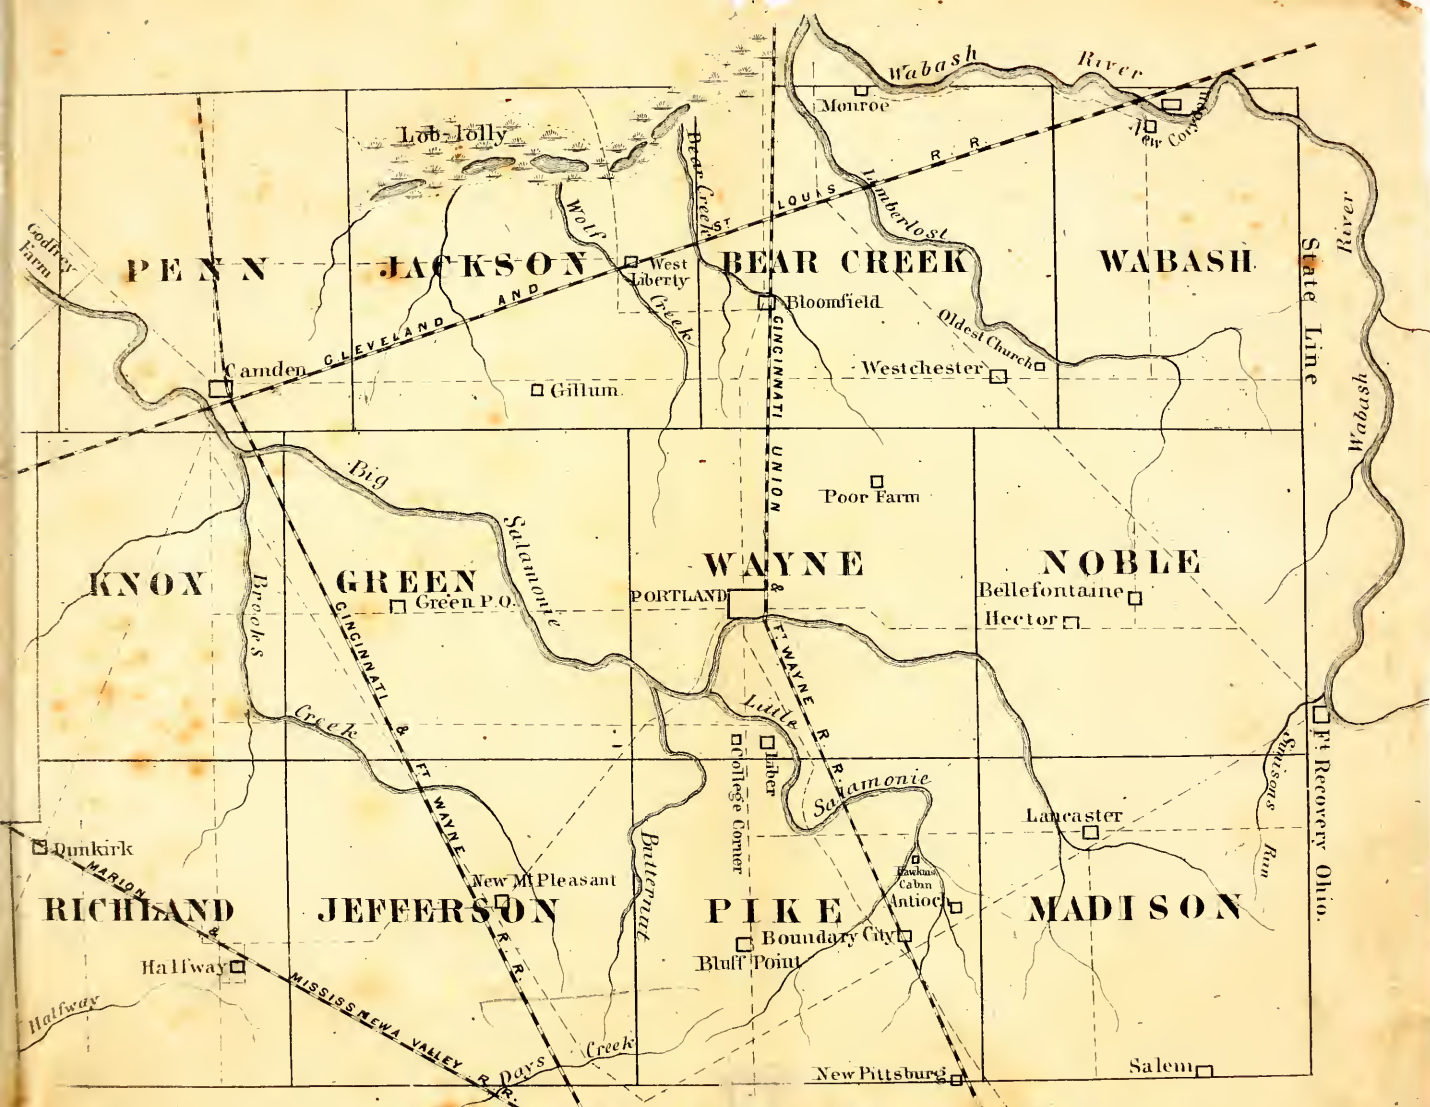 Wabash River
Monroe
New Corydon
Lob-lolly
Bear Creek
R. R.
ST LOUIS
Limberlost
Wolf Creek
Godfrey
Farm
PENN
JACKSON
West
Liberty
BEAR CREEK
WABASH
State Line
River
Wabash
AND
CLEVELAND
Bloomfield
Oldest Church
Camden
Gillum
Westchester
CINCINNATI UNION & FT WAYNE R. R.
Big Salamonie
Poor Farm
KNOX
Brooks Creek
GREEN
Green P.O.
WAYNE
PORTLAND
NOBLE
Bellefontaine
Hector
CINCINNATI & FT WAYNE R. R.
Little Salamonie
Liber
College Corner
Ft Recovery Ohio.
Run
Lancaster
Dunkirk
MARION & MISSISSINEWA VALLEY R. R.
Butternut
Creek
New Mt Pleasant
Hawkins
Cabin
Antioch
RICHLAND
JEFFERSON
PIKE
MADISON
Boundary City
Bluff Point
Halfway
Halfway
Days Creek
New Pittsburg
Salem